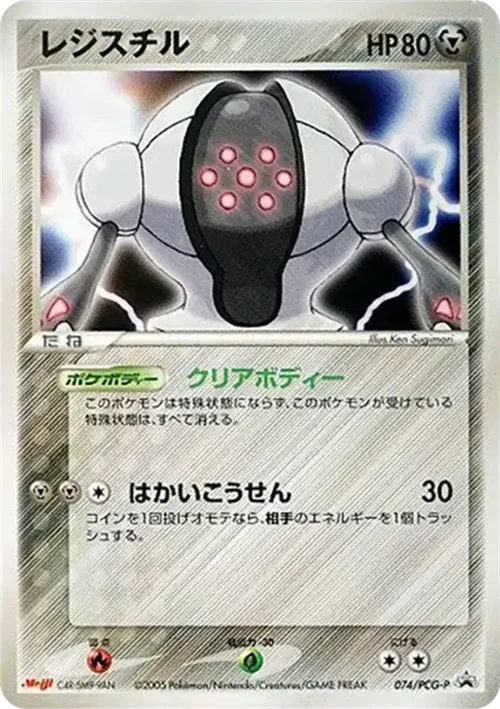 レジスチル HP80
たね
Illus. Ken Sugimori
ポケボディー クリアボディー
このポケモンは特殊状態にならず、このポケモンが受けている
特殊状態は、すべて消える。
はかいこうせん 30
コインを1回投げオモテなら、相手のエネルギーを1個トラッ
シュする。
弱点 抵抗力 -30 にげる
Meiji C4R-5M9-9AN ©2005 Pokémon/Nintendo/Creatures/GAME FREAK 074/PCG-P